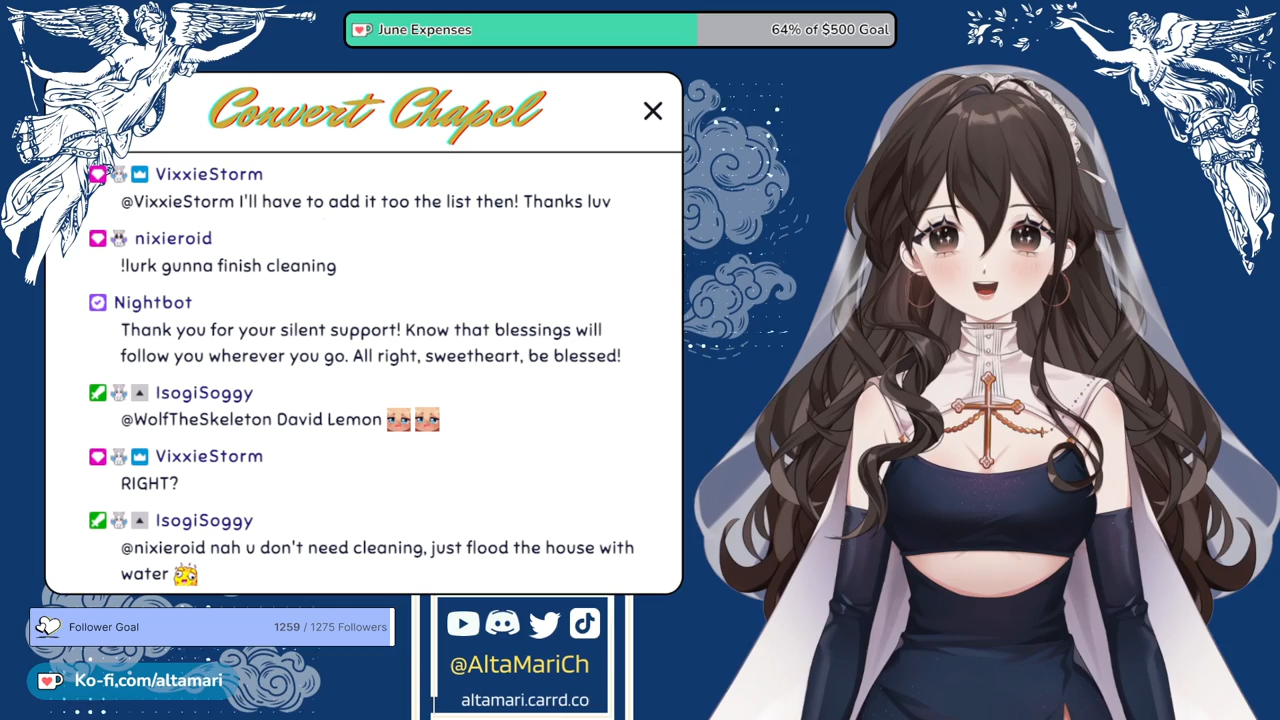 June Expenses 64% of $500 Goal
Convert Chapel
VixxieStorm
@VixxieStorm I'll have to add it too the list then! Thanks luv
nixieroid
!lurk gunna finish cleaning
Nightbot
Thank you for your silent support! Know that blessings will
follow you wherever you go. All right, sweetheart, be blessed!
IsogiSoggy
@WolfTheSkeleton David Lemon
VixxieStorm
RIGHT?
IsogiSoggy
@nixieroid nah u don't need cleaning, just flood the house with
water
Follower Goal 1259 / 1275 Followers
Ko-fi.com/altamari
@AltaMariCh
altamari.carrd.co